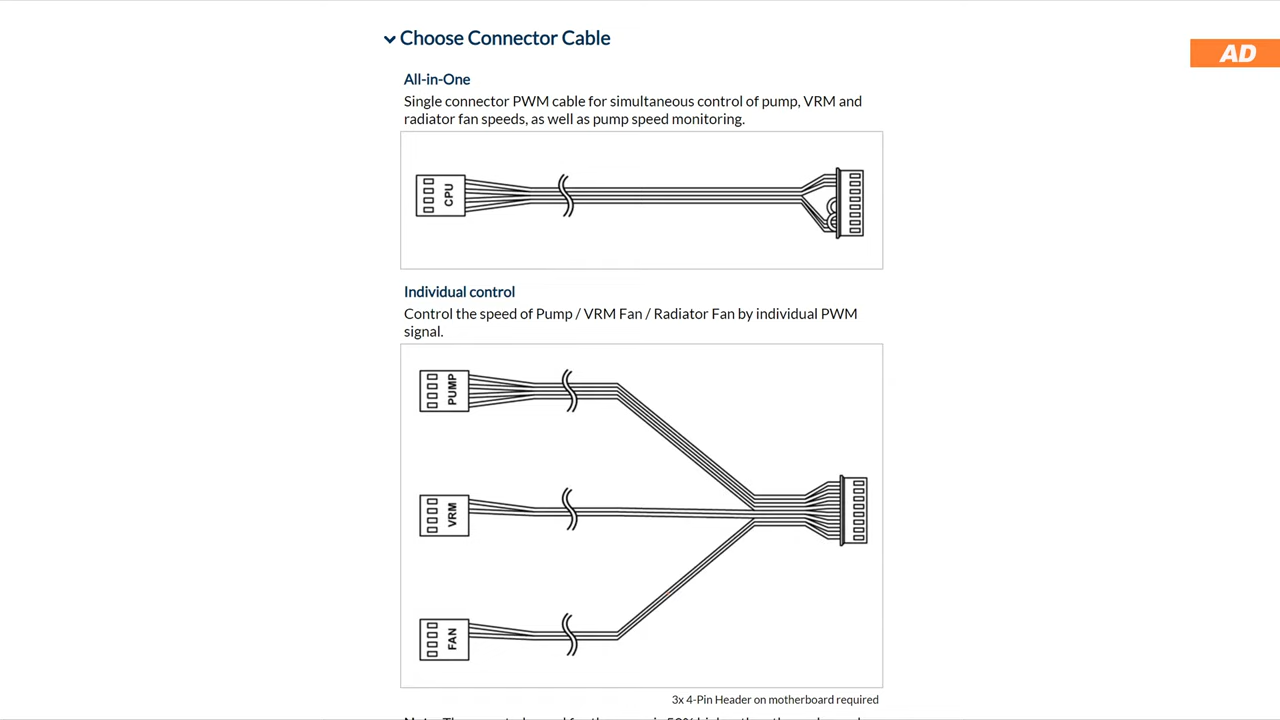 Choose Connector Cable
AD
All-in-One
Single connector PWM cable for simultaneous control of pump, VRM and
radiator fan speeds, as well as pump speed monitoring.
CPU
Individual control
Control the speed of Pump / VRM Fan / Radiator Fan by individual PWM
signal.
PUMP
VRM
FAN
3x 4-Pin Header on motherboard required